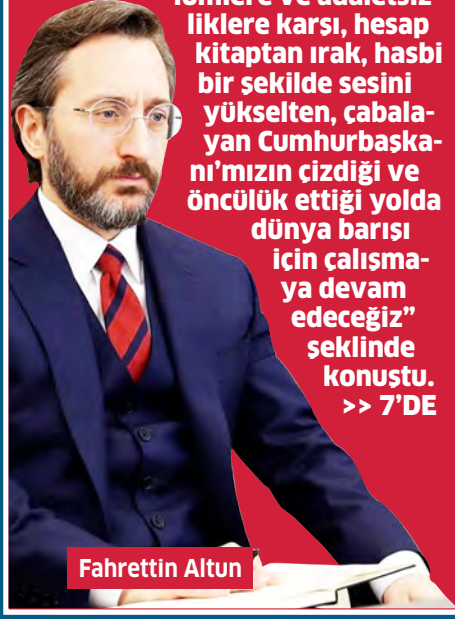 ve
liklere karşı, hesap
kitaptan ırak, hasbi
bir şekilde sesini
yükselten, çabala-
yan Cumhurbaşka-
nı’mızın çizdiği ve
öncülük ettiği yolda
dünya barışı
için çalışma-
ya devam
edeceğiz”
şeklinde
konuştu.
>> 7’DE
Fahrettin Altun